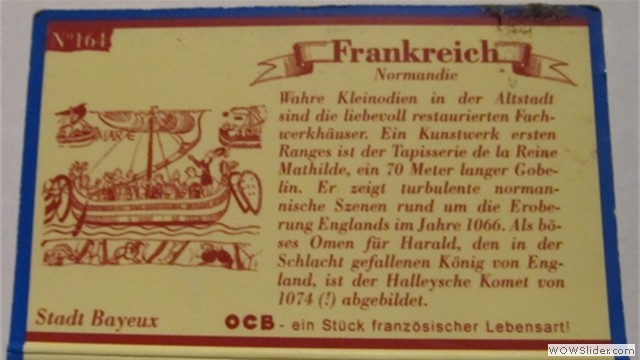 Nº 164
Frankreich
Normandie
Wahre Kleinodien in der Altstadt
sind die liebevoll restaurierten Fach-
werkhäuser. Ein Kunstwerk ersten
Ranges ist der Tapisserie de la Reine
Mathilde, ein 70 Meter langer Gobe-
lin. Er zeigt turbulente norman-
nische Szenen rund um die Erobe-
rung Englands im Jahre 1066. Als bö-
ses Omen für Harald, den in der
Schlacht gefallenen König von Eng-
land, ist der Halleysche Komet von
1074 (!) abgebildet.
Stadt Bayeux
OCB - ein Stück französischer Lebensart!
WOWSlider.com